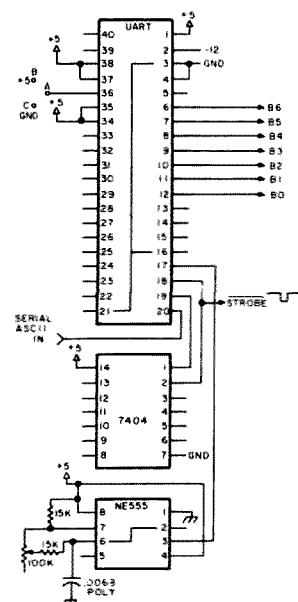 UART
40 1 +5
+5 39 2 -12
38 3 GND
B 37 4
+5 A 36 5
C +5 35 6 B6
GND 34 7 B5
33 8 B4
32 9 B3
31 10 B2
30 11 B1
29 12 B0
28 13
27 14
26 15
25 16
24 17
23 18 STROBE
22 19
21 20
SERIAL
ASCII
IN
+5
14 1
13 2
12 3
11 4
10 7404 5
9 6
8 7 GND
+5
NE555
15K 8 1
7 2
15K 6 3
100K 5 4
.0068
POLY